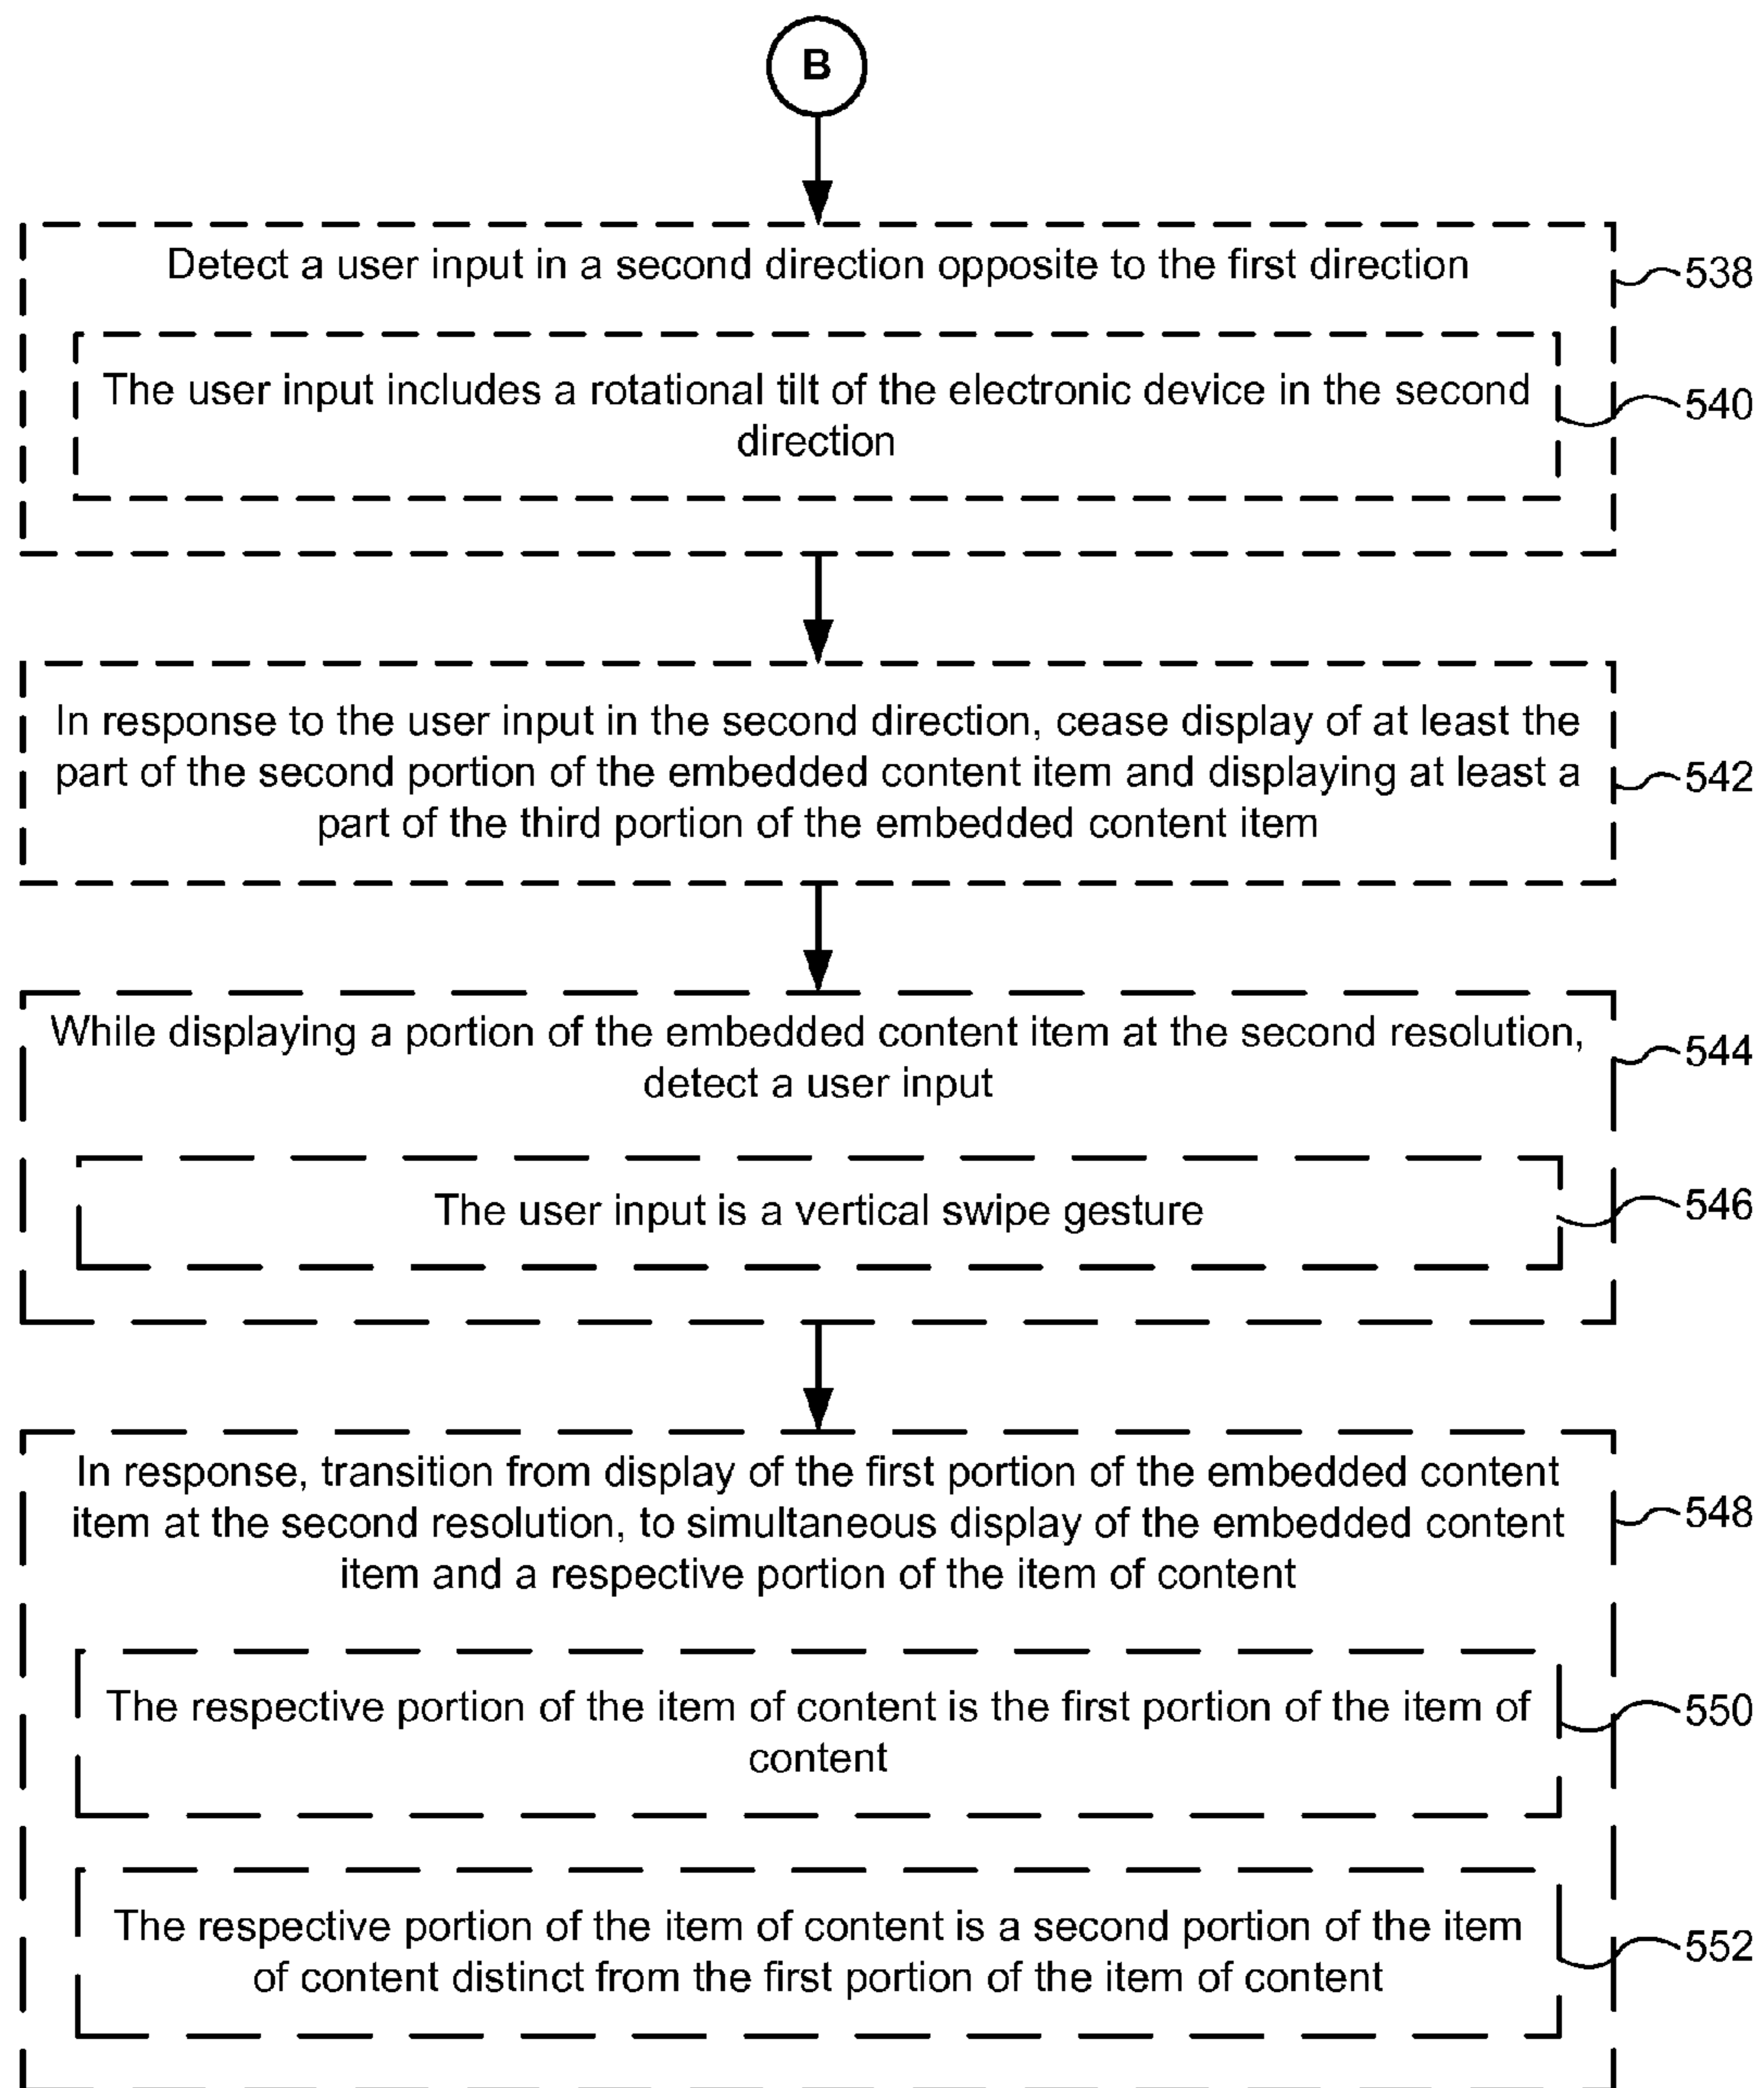 B
Detect a user input in a second direction opposite to the first direction
538
The user input includes a rotational tilt of the electronic device in the second
direction
540
In response to the user input in the second direction, cease display of at least the
part of the second portion of the embedded content item and displaying at least a
part of the third portion of the embedded content item
542
While displaying a portion of the embedded content item at the second resolution,
detect a user input
544
The user input is a vertical swipe gesture
546
In response, transition from display of the first portion of the embedded content
item at the second resolution, to simultaneous display of the embedded content
item and a respective portion of the item of content
548
The respective portion of the item of content is the first portion of the item of
content
550
The respective portion of the item of content is a second portion of the item
of content distinct from the first portion of the item of content
552